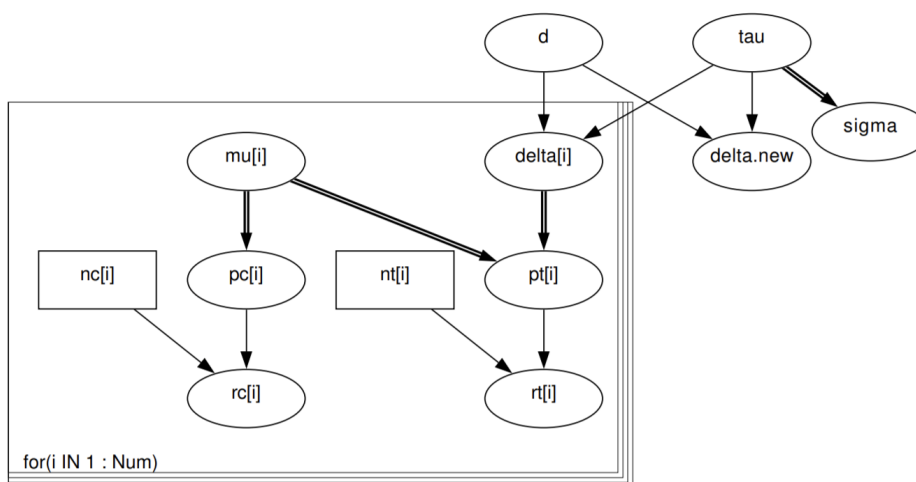 d
tau
sigma
mu[i]
delta[i]
delta.new
nc[i]
pc[i]
nt[i]
pt[i]
rc[i]
rt[i]
for(i IN 1 : Num)